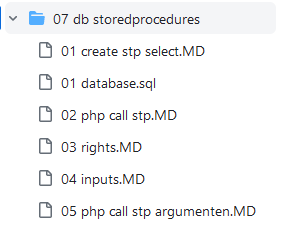 07 db storedprocedures
01 create stp select.MD
01 database.sql
02 php call stp.MD
03 rights.MD
04 inputs.MD
05 php call stp argumenten.MD